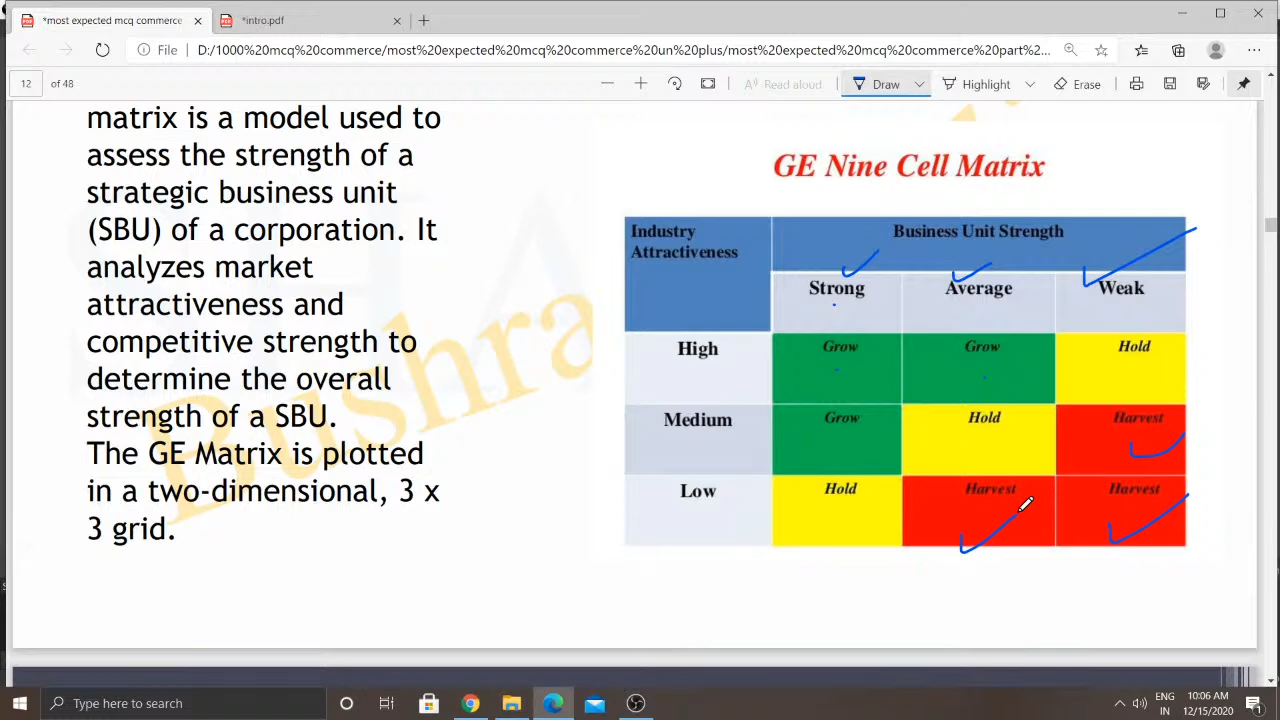 *most expected mcq commerce
*intro.pdf
File
D:/1000%20mcq%20commerce/most%20expected%20mcq%20commerce%20un%20plus/most%20expected%20mcq%20commerce%20part%2...
12 of 48
Read aloud
Draw
Highlight
Erase
matrix is a model used to
assess the strength of a
strategic business unit
(SBU) of a corporation. It
analyzes market
attractiveness and
competitive strength to
determine the overall
strength of a SBU.
The GE Matrix is plotted
in a two-dimensional, 3 x
3 grid.
Bushra
GE Nine Cell Matrix
Industry
Attractiveness
Business Unit Strength
Strong Average Weak
High Grow Grow Hold
Medium Grow Hold Harvest
Low Hold Harvest Harvest
Type here to search
ENG
IN
10:06 AM
12/15/2020